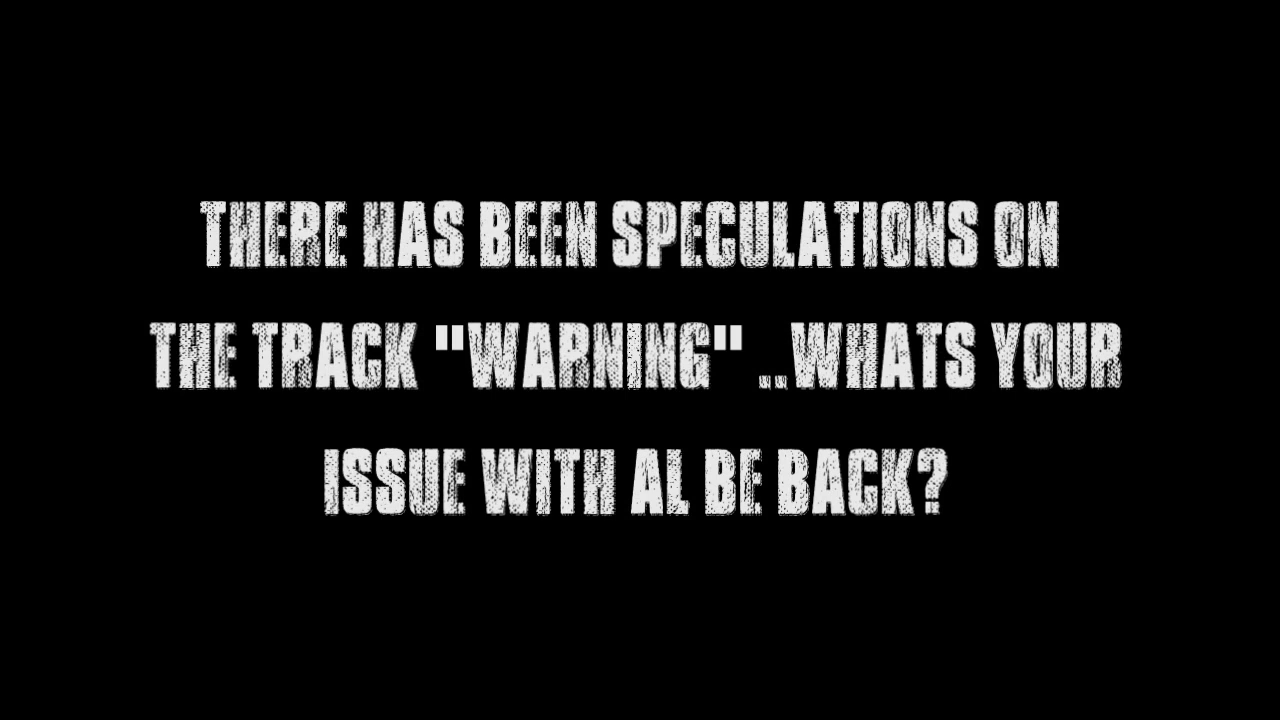 THERE HAS BEEN SPECULATIONS ON
THE TRACK "WARNING" ..WHATS YOUR
ISSUE WITH AL BE BACK?